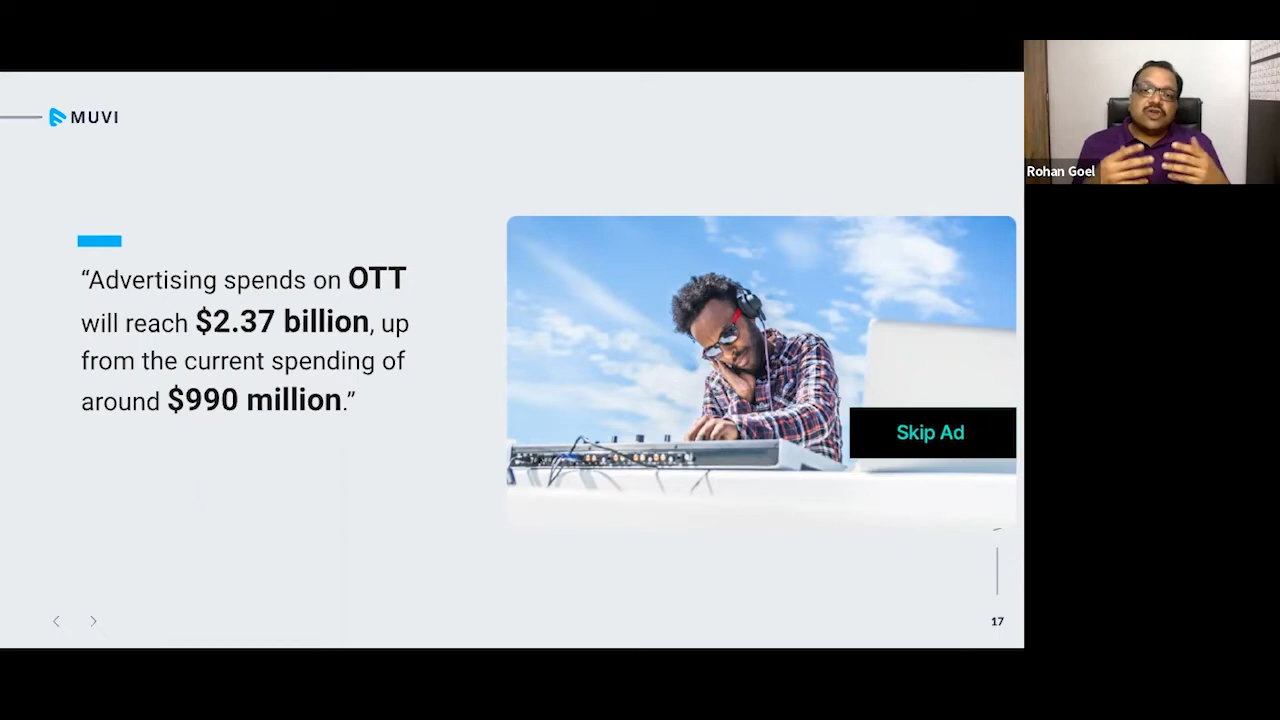 MUVI
Rohan Goel
“Advertising spends on OTT
will reach $2.37 billion, up
from the current spending of
around $990 million.”
Skip Ad
17